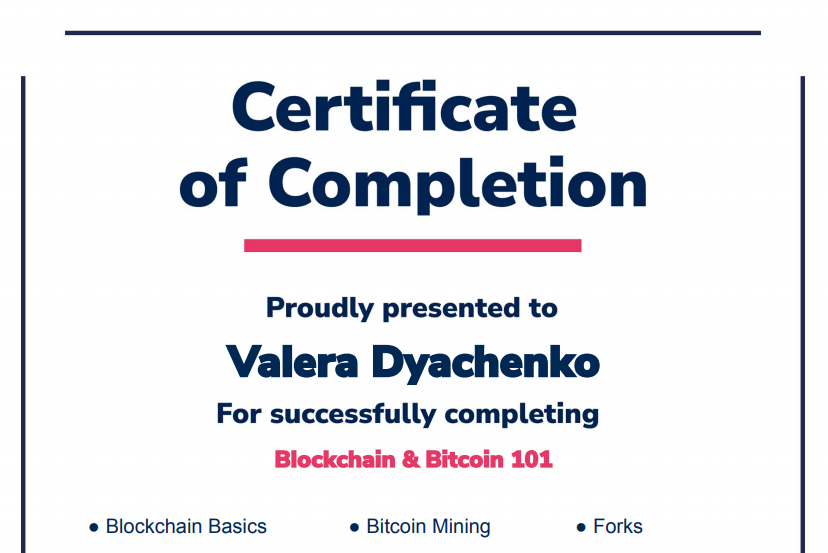 Certificate
of Completion
Proudly presented to
Valera Dyachenko
For successfully completing
Blockchain & Bitcoin 101
● Blockchain Basics ● Bitcoin Mining ● Forks